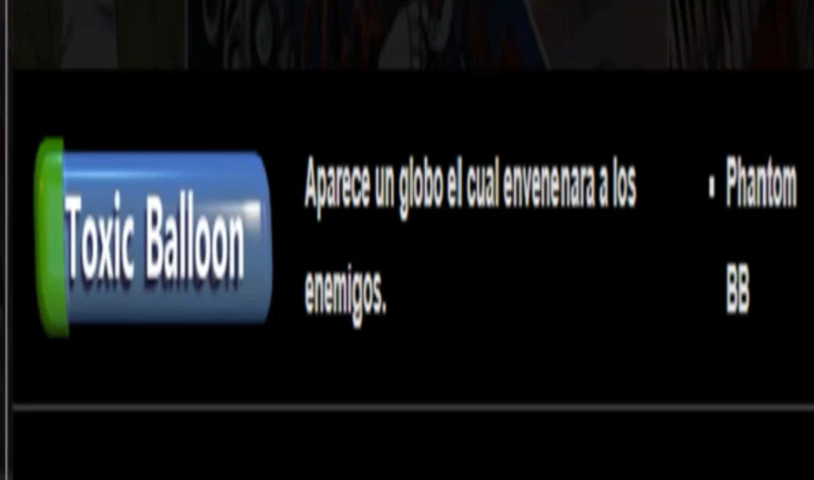 Toxic Balloon
Aparece un globo el cual envenenara a los
enemigos.
▪ Phantom
BB